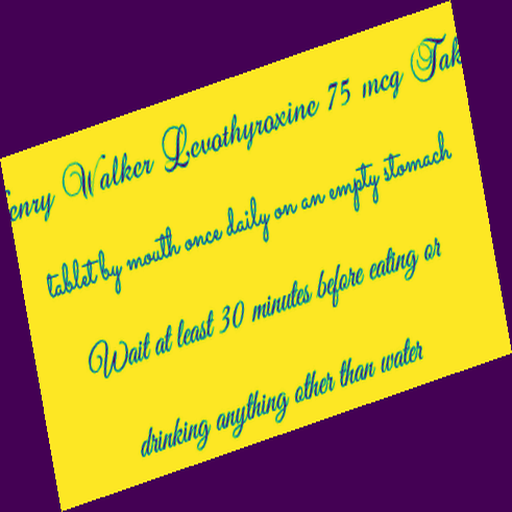 Walker Levothyroxine 75 mcg
tablet by mouth once daily on an empty stomach
Wait at least 30 minutes before eating or
drinking anything other than water